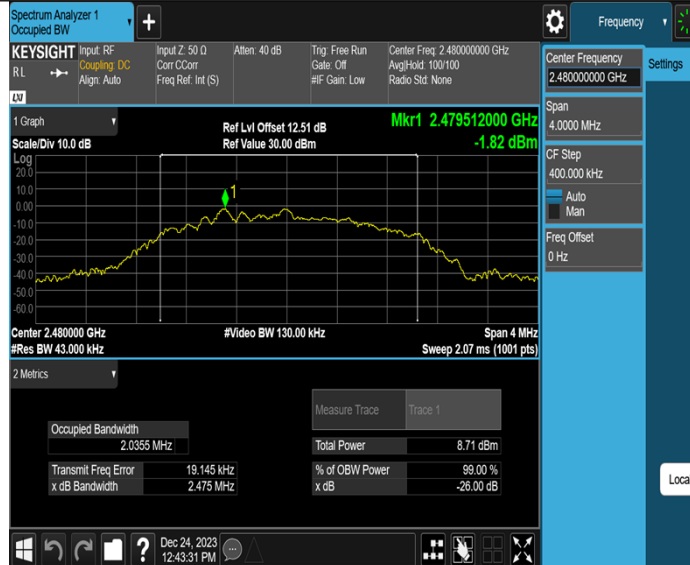 Spectrum Analyzer 1
Occupied BW
+
Frequency
KEYSIGHT
RL
LXI
Input: RF
Coupling: DC
Align: Auto
Input Z: 50 Ω
Corr CCorr
Freq Ref: Int (S)
Atten: 40 dB
Trig: Free Run
Gate: Off
#IF Gain: Low
Center Freq: 2.480000000 GHz
Avg|Hold: 100/100
Radio Std: None
Center Frequency
2.480000000 GHz
Settings
Span
4.0000 MHz
CF Step
400.000 kHz
Auto
Man
Freq Offset
0 Hz
1 Graph
Scale/Div 10.0 dB
Ref Lvl Offset 12.51 dB
Ref Value 30.00 dBm
Mkr1 2.479512000 GHz
-1.82 dBm
Log
20.0
10.0
0.00
-10.0
-20.0
-30.0
-40.0
-50.0
-60.0
1
Center 2.480000 GHz
#Video BW 130.00 kHz
Span 4 MHz
#Res BW 43.000 kHz
Sweep 2.07 ms (1001 pts)
2 Metrics
Measure Trace
Trace 1
Occupied Bandwidth
2.0355 MHz
Total Power
8.71 dBm
Transmit Freq Error
19.145 kHz
% of OBW Power
99.00 %
x dB Bandwidth
2.475 MHz
x dB
-26.00 dB
Loca
?
Dec 24, 2023
12:43:31 PM